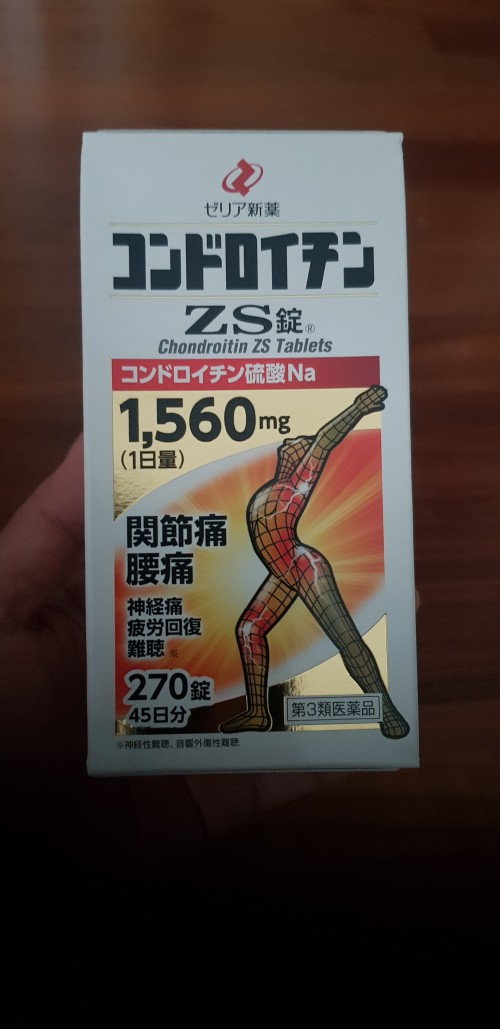 ゼリア新薬
コンドロイチン
ZS錠®
Chondroitin ZS Tablets
コンドロイチン硫酸Na
1,560mg
(1日量)
関節痛
腰痛
神経痛
疲労回復
難聴※
270錠
45日分
第3類医薬品
※神経性難聴、音響外傷性難聴